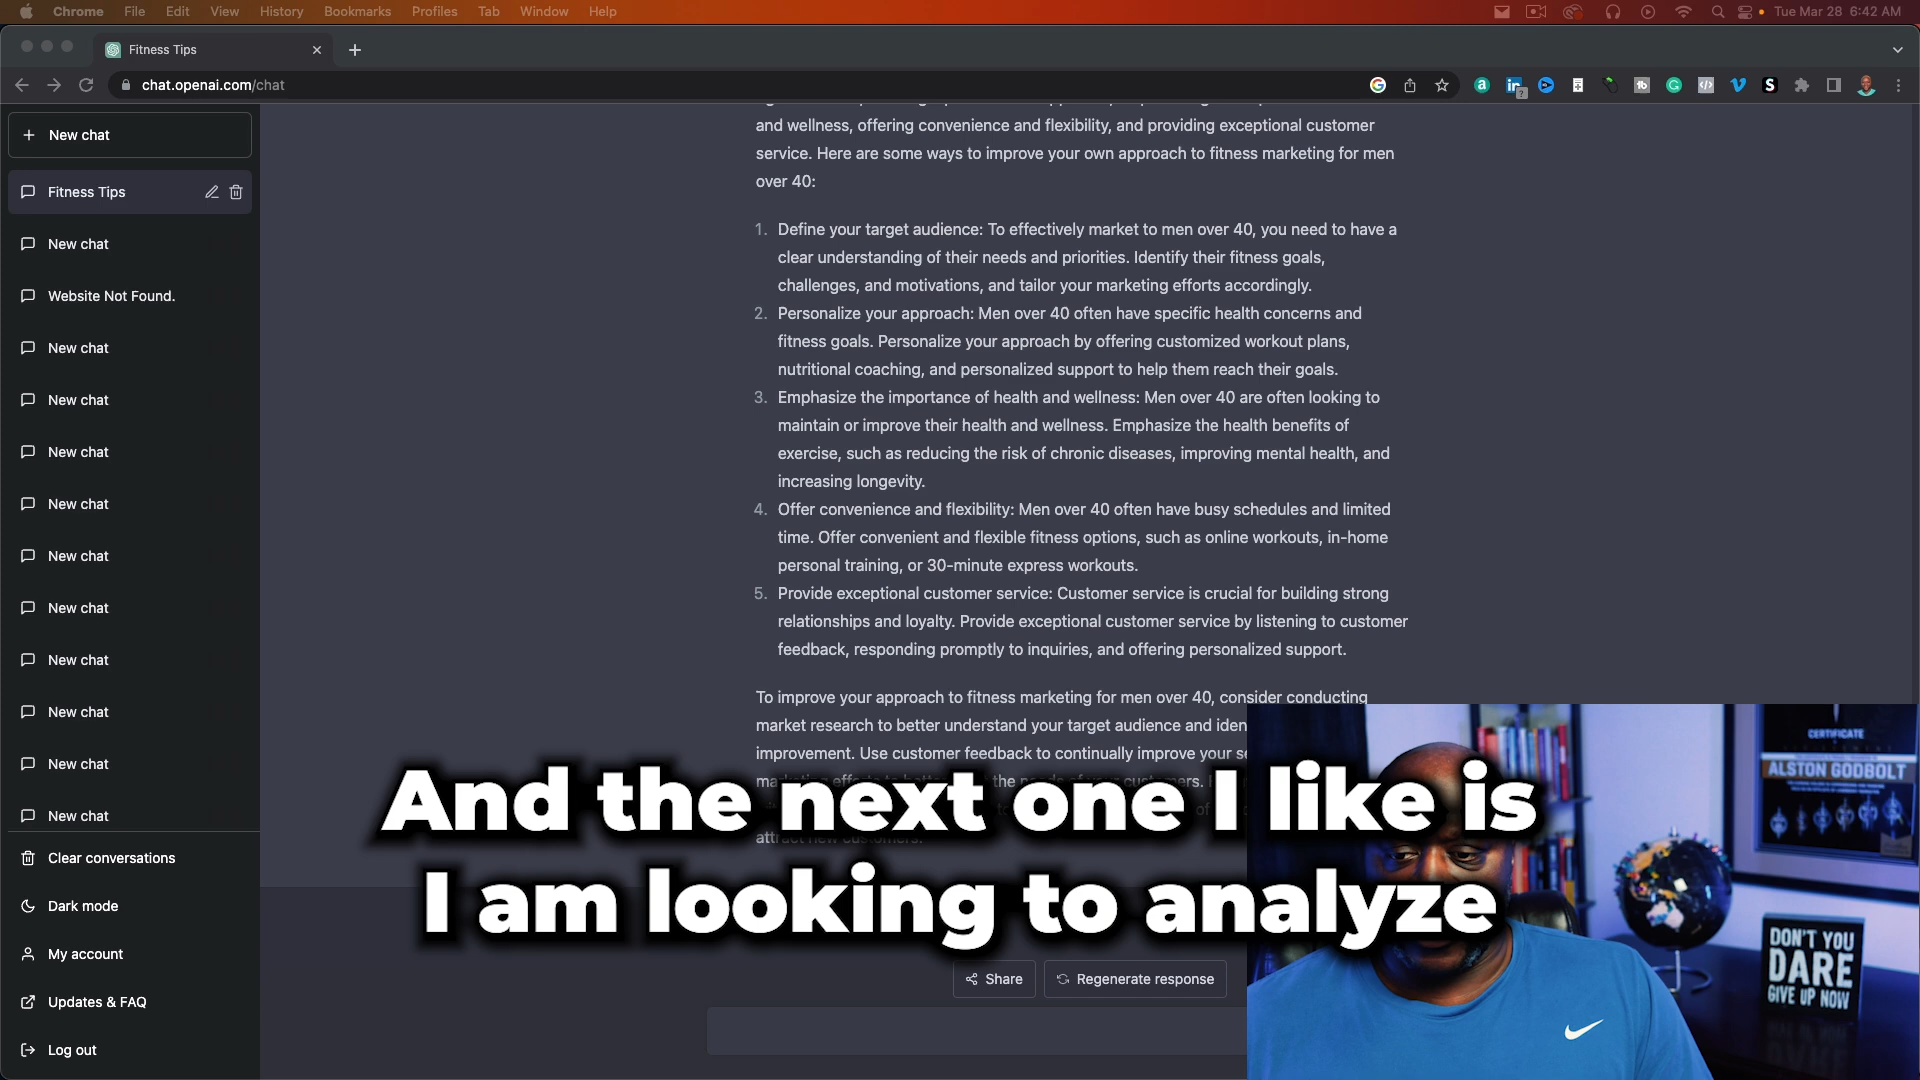 Chrome File Edit View History Bookmarks Profiles Tab Window Help Tue Mar 28 6:42 AM
Fitness Tips
chat.openai.com/chat
New chat
Fitness Tips
New chat
Website Not Found.
New chat
New chat
New chat
New chat
New chat
New chat
New chat
New chat
New chat
New chat
Clear conversations
Dark mode
My account
Updates & FAQ
Log out
and wellness, offering convenience and flexibility, and providing exceptional customer
service. Here are some ways to improve your own approach to fitness marketing for men
over 40:
1. Define your target audience: To effectively market to men over 40, you need to have a
clear understanding of their needs and priorities. Identify their fitness goals,
challenges, and motivations, and tailor your marketing efforts accordingly.
2. Personalize your approach: Men over 40 often have specific health concerns and
fitness goals. Personalize your approach by offering customized workout plans,
nutritional coaching, and personalized support to help them reach their goals.
3. Emphasize the importance of health and wellness: Men over 40 are often looking to
maintain or improve their health and wellness. Emphasize the health benefits of
exercise, such as reducing the risk of chronic diseases, improving mental health, and
increasing longevity.
4. Offer convenience and flexibility: Men over 40 often have busy schedules and limited
time. Offer convenient and flexible fitness options, such as online workouts, in-home
personal training, or 30-minute express workouts.
5. Provide exceptional customer service: Customer service is crucial for building strong
relationships and loyalty. Provide exceptional customer service by listening to customer
feedback, responding promptly to inquiries, and offering personalized support.
To improve your approach to fitness marketing for men over 40, consider conducting
market research to better understand your target audience and iden
improvement. Use customer feedback to continually improve your se
And the next one I like is
I am looking to analyze
Share
Regenerate response
CERTIFICATE
ALSTON GODBOLT
DON'T YOU
DARE
GIVE UP NOW